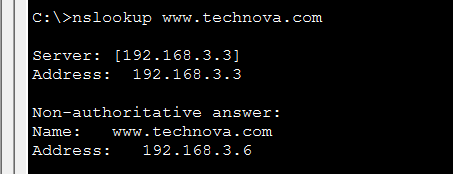 C:\>nslookup www.technova.com
Server: [192.168.3.3]
Address:  192.168.3.3
Non-authoritative answer:
Name:   www.technova.com
Address:   192.168.3.6